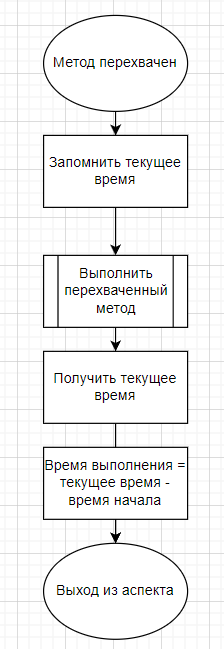 Метод перехвачен
Запомнить текущее
время
Выполнить
перехваченный
метод
Получить текущее
время
Время выполнения =
текущее время -
время начала
Выход из аспекта